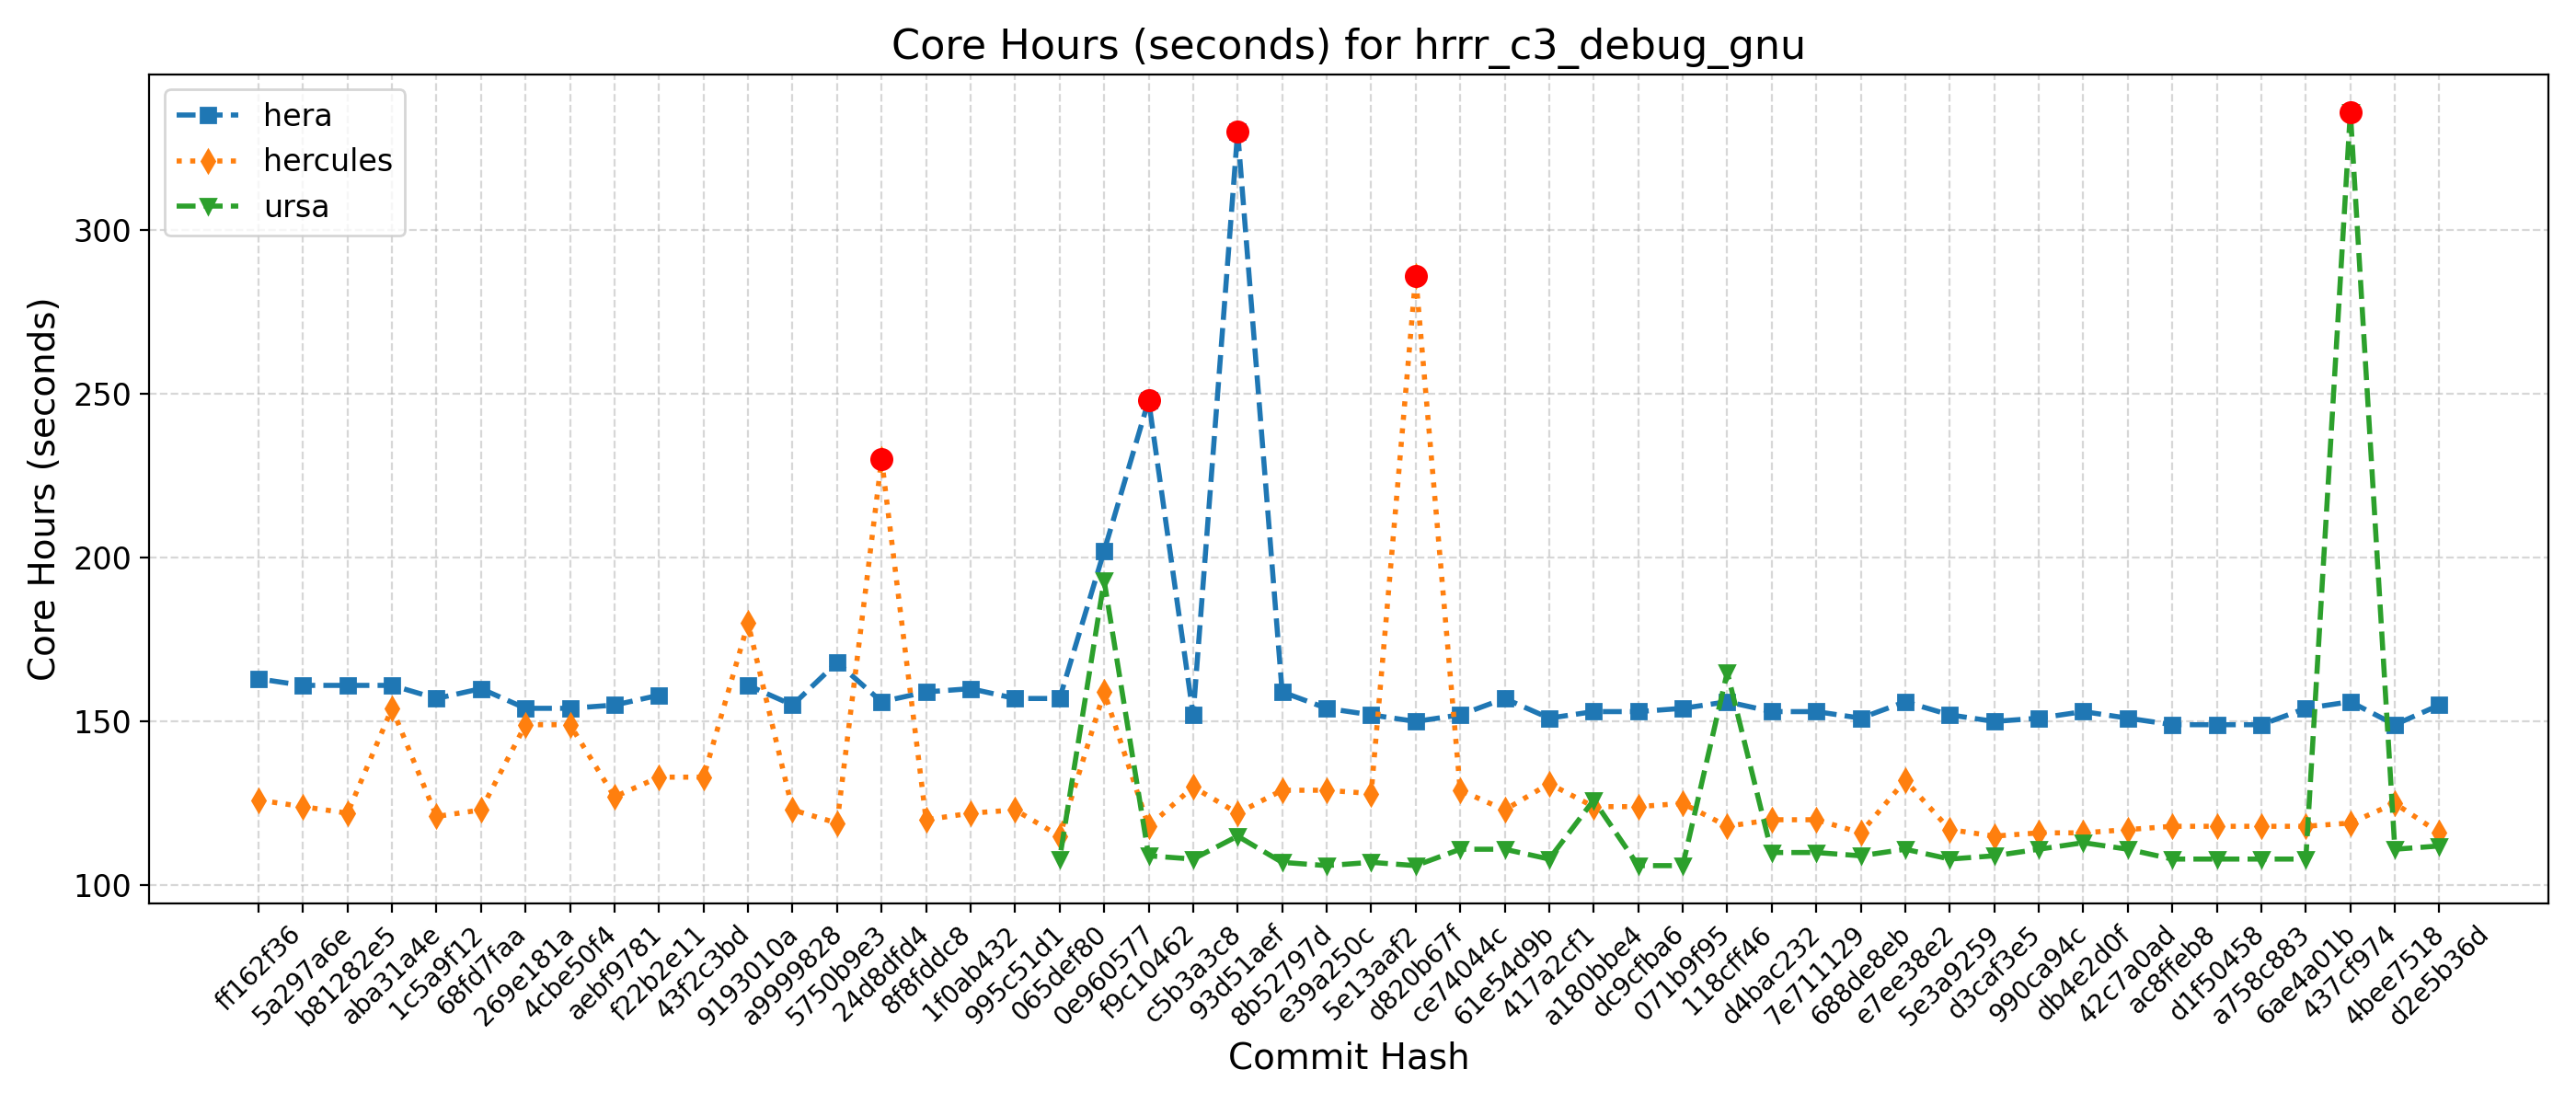 Core Hours (seconds) for hrrr_c3_debug_gnu
hera
hercules
ursa
Core Hours (seconds)
300
250
200
150
100
ff162f36
5a297a6e
b81282e5
aba31a4e
1c5a9f12
68fd7faa
269e181a
4cbe50f4
aebf9781
f22b2e11
43f2c3bd
9193010a
a9999828
5750b9e3
24d8dfd4
8f8fddc8
1f0ab432
995c51d1
065def80
0e960577
f9c10462
c5b3a3c8
93d51aef
8b52797d
e39a250c
5e13aaf2
d820b67f
ce74044c
61e54d9b
417a2cf1
a180bbe4
dc9cfba6
071b9f95
118cff46
d4bac232
7e711129
688de8eb
e7ee38e2
5e3a9259
d3caf3e5
990ca94c
db4e2d0f
42c7a0ad
ac8ffeb8
d1f50458
a758c883
6ae4a01b
437cf974
4bee7518
d2e5b36d
Commit Hash